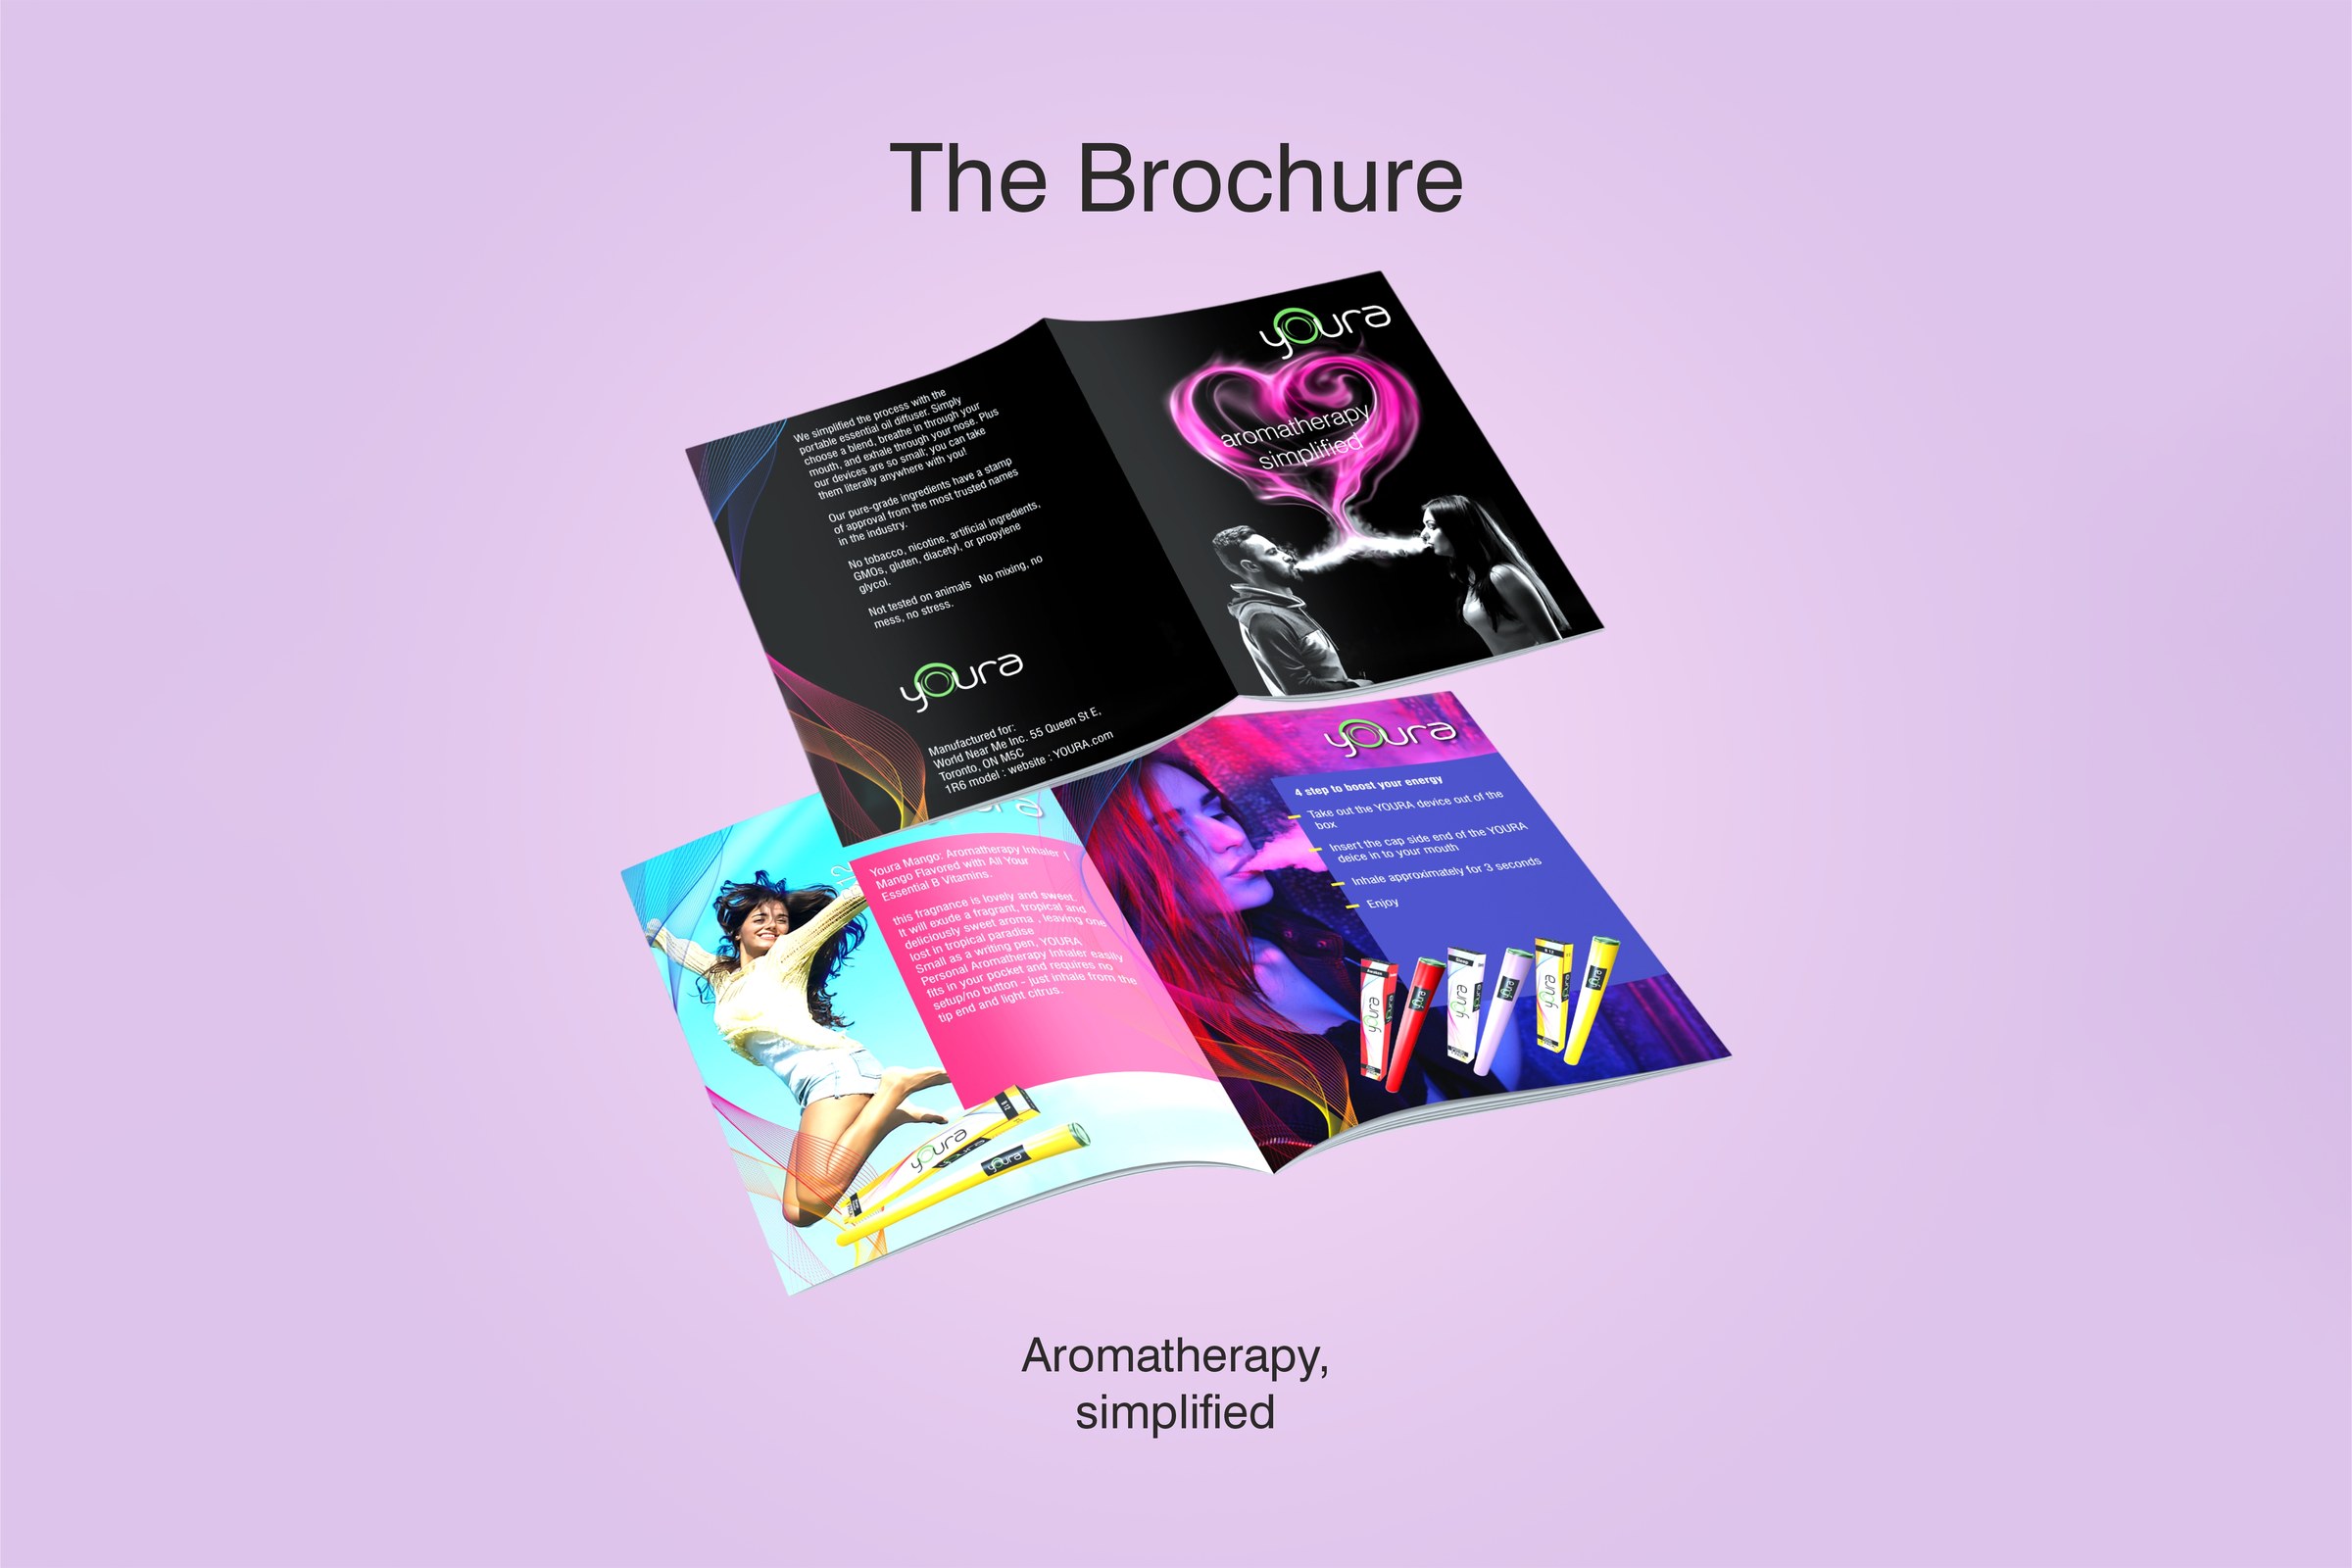 The Brochure
youra
aromatherapy
simplified
We simplified the process with the
portable essential oil diffuser. Simply
choose a blend, breathe in through your
mouth, and exhale through your nose. Plus
our devices are so small; you can take
them literally anywhere with you!
Our pure-grade ingredients have a stamp
of approval from the most trusted names
in the industry.
No tobacco, nicotine, artificial ingredients,
GMOs, gluten, diacetyl, or propylene
glycol.
Not tested on animals No mixing, no
mess, no stress.
youra
Manufactured for:
World Near Me Inc. 55 Queen St E,
Toronto, ON M5C
1R6 model : website : YOURA.com
Youra Mango: Aromatherapy Inhaler |
Mango Flavored with All Your
Essential B Vitamins.
this fragnance is lovely and sweet.
It will exude a fragrant, tropical and
deliciously sweet aroma , leaving one
lost in tropical paradise
Small as a writing pen, YOURA
Personal Aromatherapy Inhaler easily
fits in your pocket and requires no
setup/no button - just inhale from the
tip end and light citrus.
youra
youra
youra
4 step to boost your energy
Take out the YOURA device out of the
box
Insert the cap side end of the YOURA
deice in to your mouth
Inhale approximately for 3 seconds
Enjoy
youra
youra
youra
youra
youra
youra
Aromatherapy,
simplified